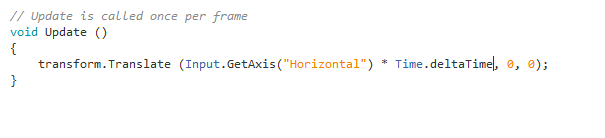 // Update is called once per frame
void Update ()
{
transform.Translate (Input.GetAxis("Horizontal") * Time.deltaTime, 0, 0);
}